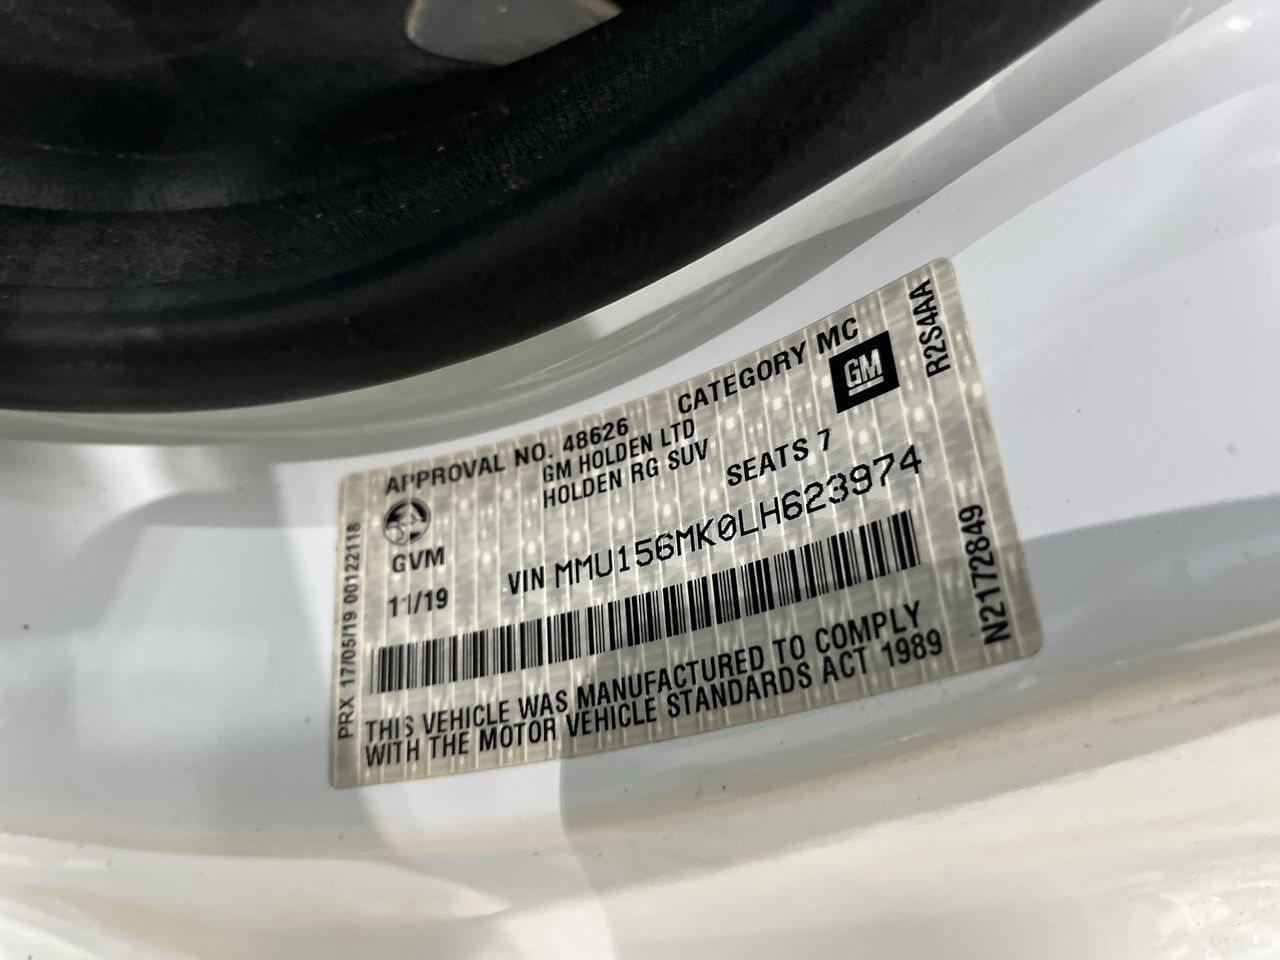 APPROVAL NO. 48626
CATEGORY MC
GM HOLDEN LTD
HOLDEN RG SUV
GM
R2S4AA
SEATS 7
GVM
VIN MMU156MK0LH623974
11/19
THIS VEHICLE WAS MANUFACTURED TO COMPLY
WITH THE MOTOR VEHICLE STANDARDS ACT 1989
PRX 17/05/19 00122118
N2172849